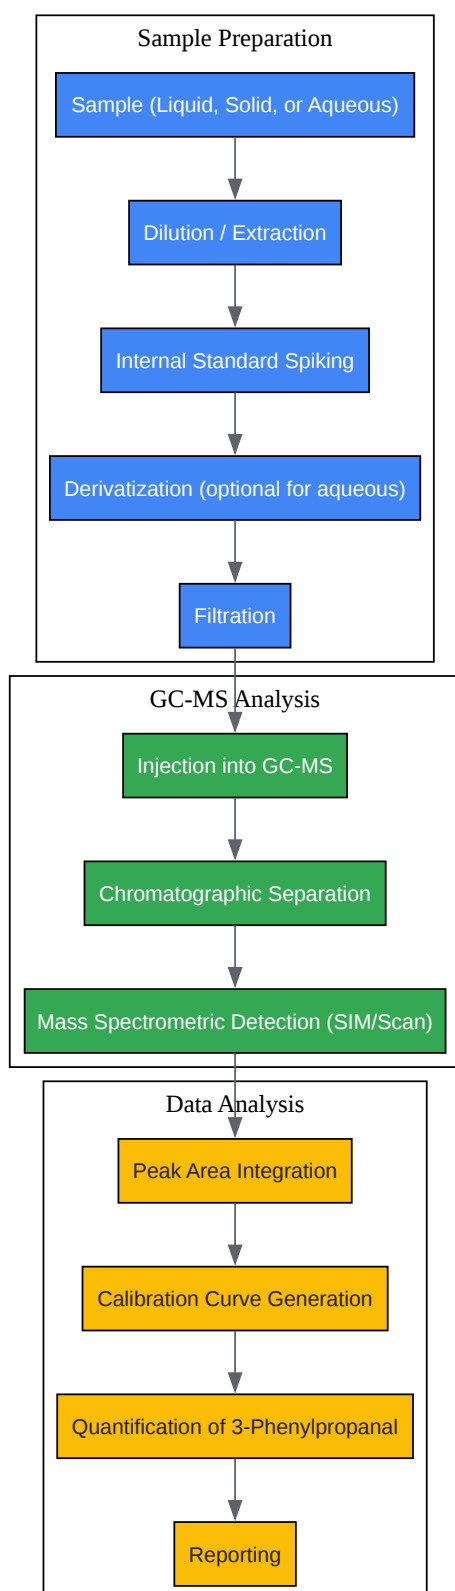 Sample Preparation
Sample (Liquid, Solid, or Aqueous)
Dilution / Extraction
Internal Standard Spiking
Derivatization (optional for aqueous)
Filtration
GC-MS Analysis
Injection into GC-MS
Chromatographic Separation
Mass Spectrometric Detection (SIM/Scan)
Data Analysis
Peak Area Integration
Calibration Curve Generation
Quantification of 3-Phenylpropanal
Reporting